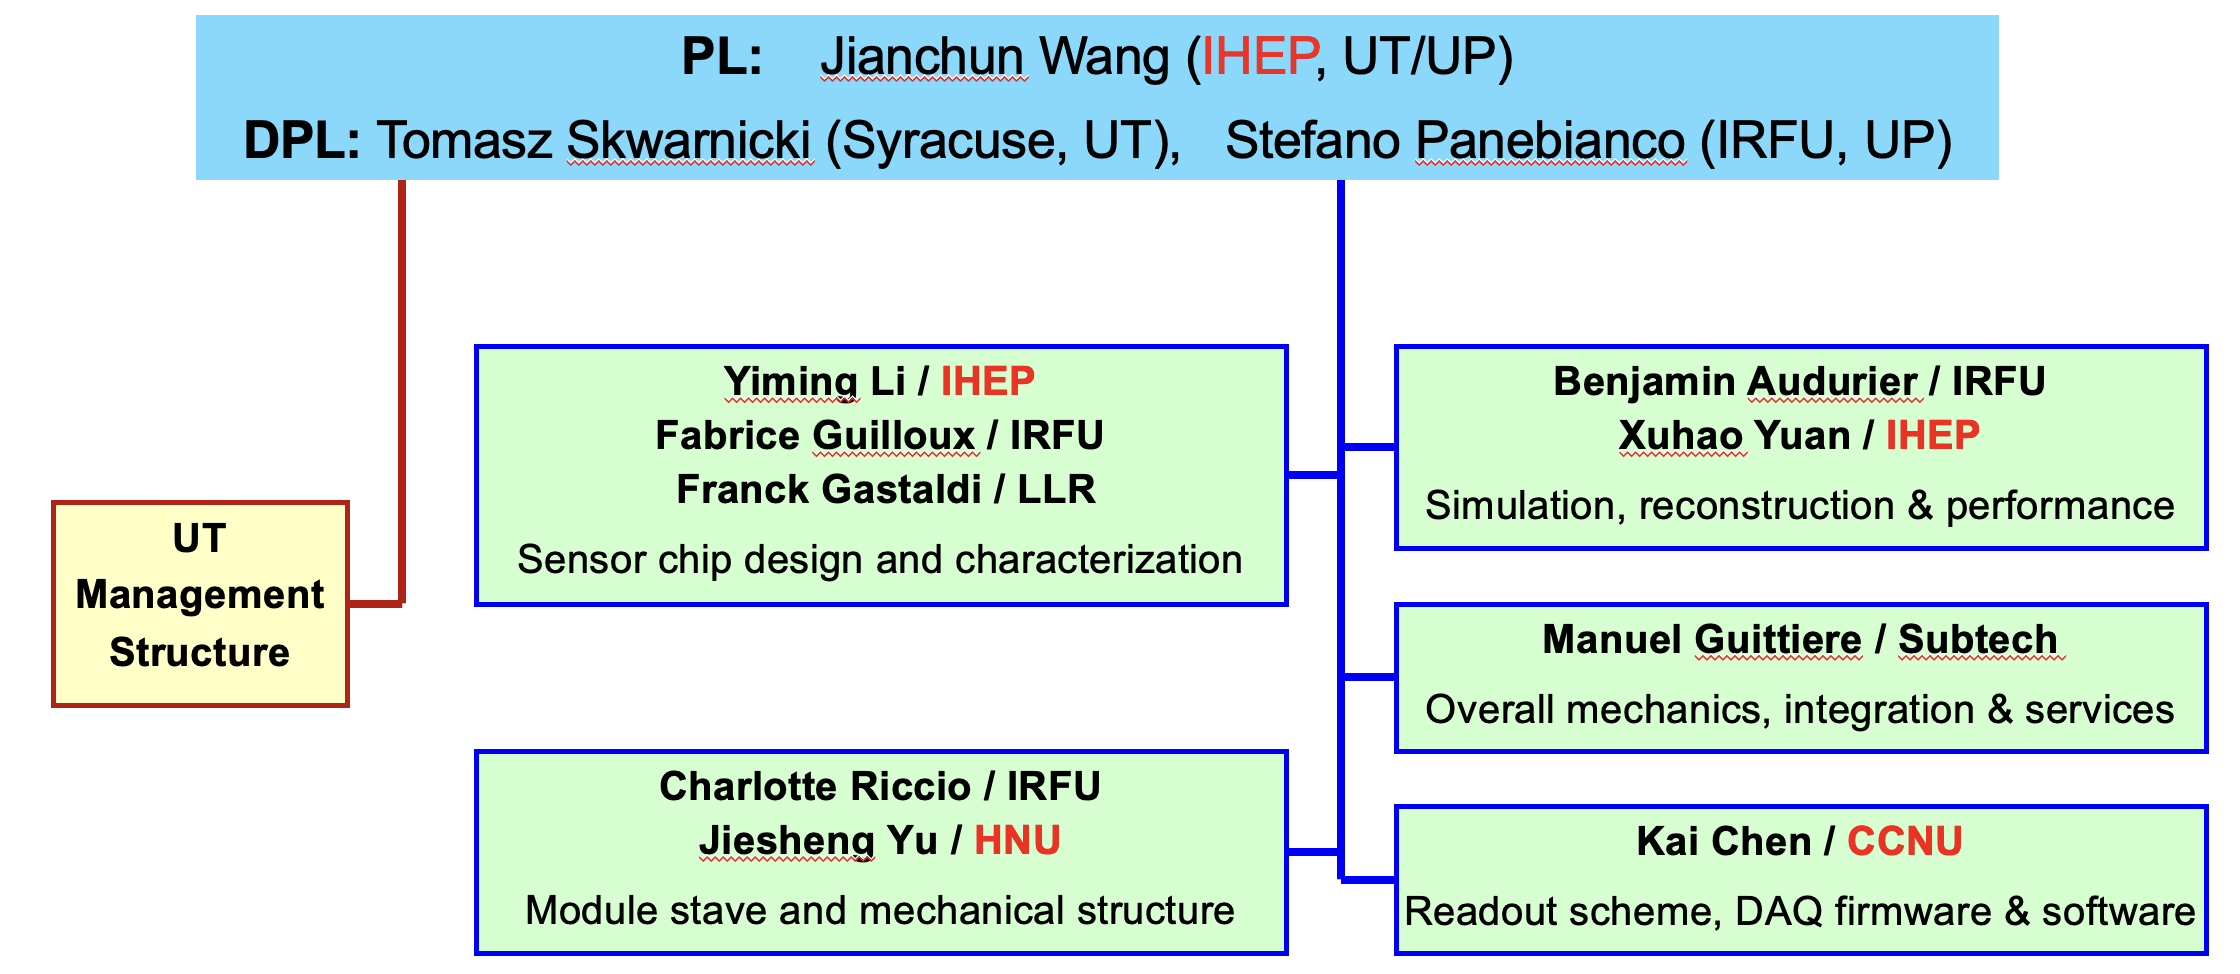 PL: Jianchun Wang (IHEP, UT/UP)
DPL: Tomasz Skwarnicki (Syracuse, UT), Stefano Panebianco (IRFU, UP)
UT
Management
Structure
Yiming Li / IHEP
Fabrice Guilloux / IRFU
Franck Gastaldi / LLR
Sensor chip design and characterization
Charlotte Riccio / IRFU
Jiesheng Yu / HNU
Module stave and mechanical structure
Benjamin Audurier / IRFU
Xuhao Yuan / IHEP
Simulation, reconstruction & performance
Manuel Guittiere / Subtech
Overall mechanics, integration & services
Kai Chen / CCNU
Readout scheme, DAQ firmware & software